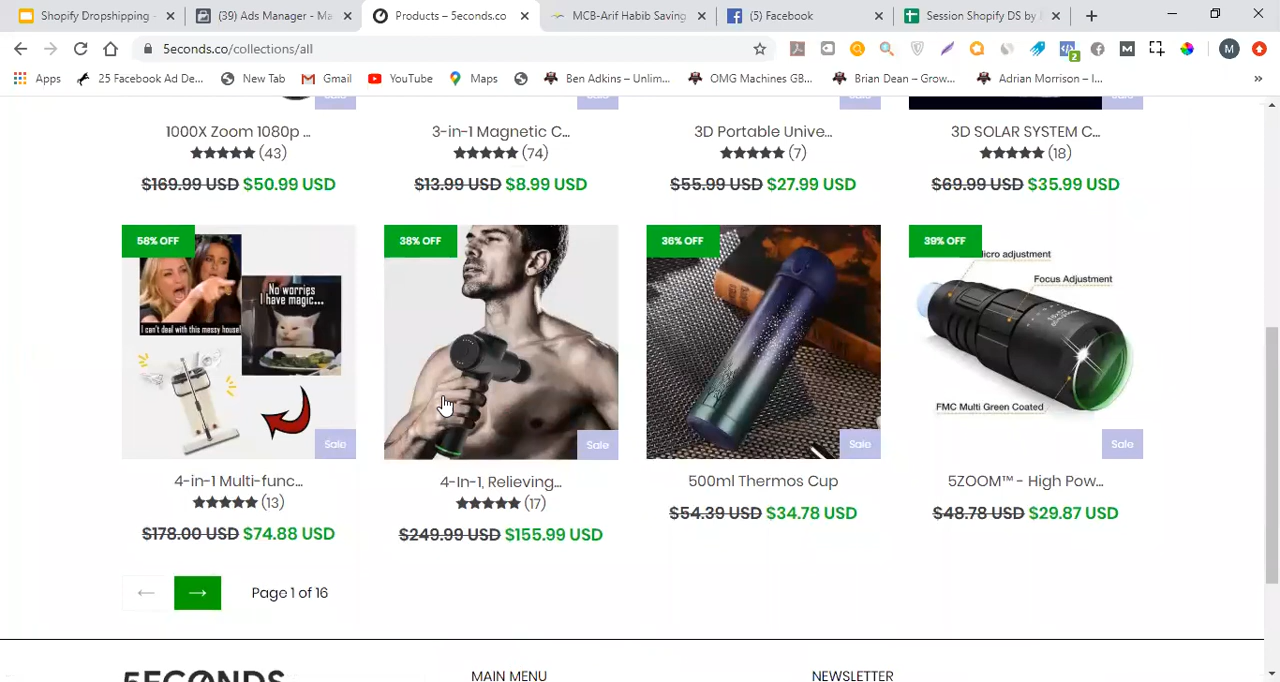 Shopify Dropshipping -
(39) Ads Manager - Ma
Products – 5econds.co
MCB-Arif Habib Saving
(5) Facebook
Session Shopify DS by
5econds.co/collections/all
2
M
Apps
25 Facebook Ad De...
New Tab
Gmail
YouTube
Maps
Ben Adkins – Unlim...
OMG Machines GB...
Brian Dean – Grow...
Adrian Morrison – I...
»
Sale
Sale
Sale
Sale
1000X Zoom 1080p ...
3-in-1 Magnetic C...
3D Portable Unive...
3D SOLAR SYSTEM C...
★★★★★ (43)
★★★★★ (74)
★★★★★ (7)
★★★★★ (18)
$169.99 USD $50.99 USD
$13.99 USD $8.99 USD
$55.99 USD $27.99 USD
$69.99 USD $35.99 USD
58% OFF
38% OFF
36% OFF
39% OFF
I can't deal with this messy house!
No worries
I have magic...
Micro adjustment
Focus Adjustment
FMC Multi Green Coated
Sale
Sale
Sale
Sale
4-in-1 Multi-func...
4-In-1, Relieving...
500ml Thermos Cup
5ZOOM™ - High Pow...
★★★★★ (13)
★★★★★ (17)
$178.00 USD $74.88 USD
$249.99 USD $155.99 USD
$54.39 USD $34.78 USD
$48.78 USD $29.87 USD
← → Page 1 of 16
5ECONDS
MAIN MENU
NEWSLETTER